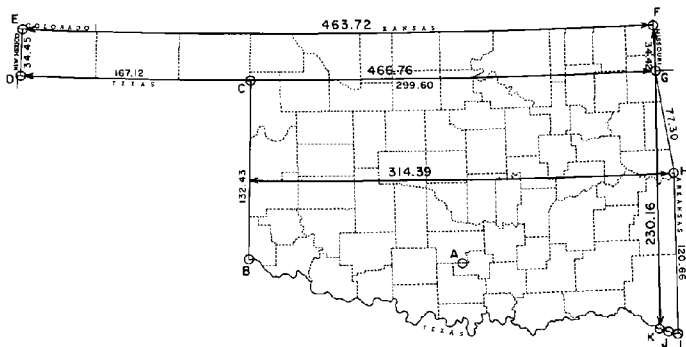 E
F
COLORADO
463.72
KANSAS
NEW MEXICO
34.45
MISSOURI
34.42
D
167.12
TEXAS
C
466.76
299.60
G
77.30
H
314.39
132.43
ARKANSAS
230.16
120.66
B
A
TEXAS
K
J
I